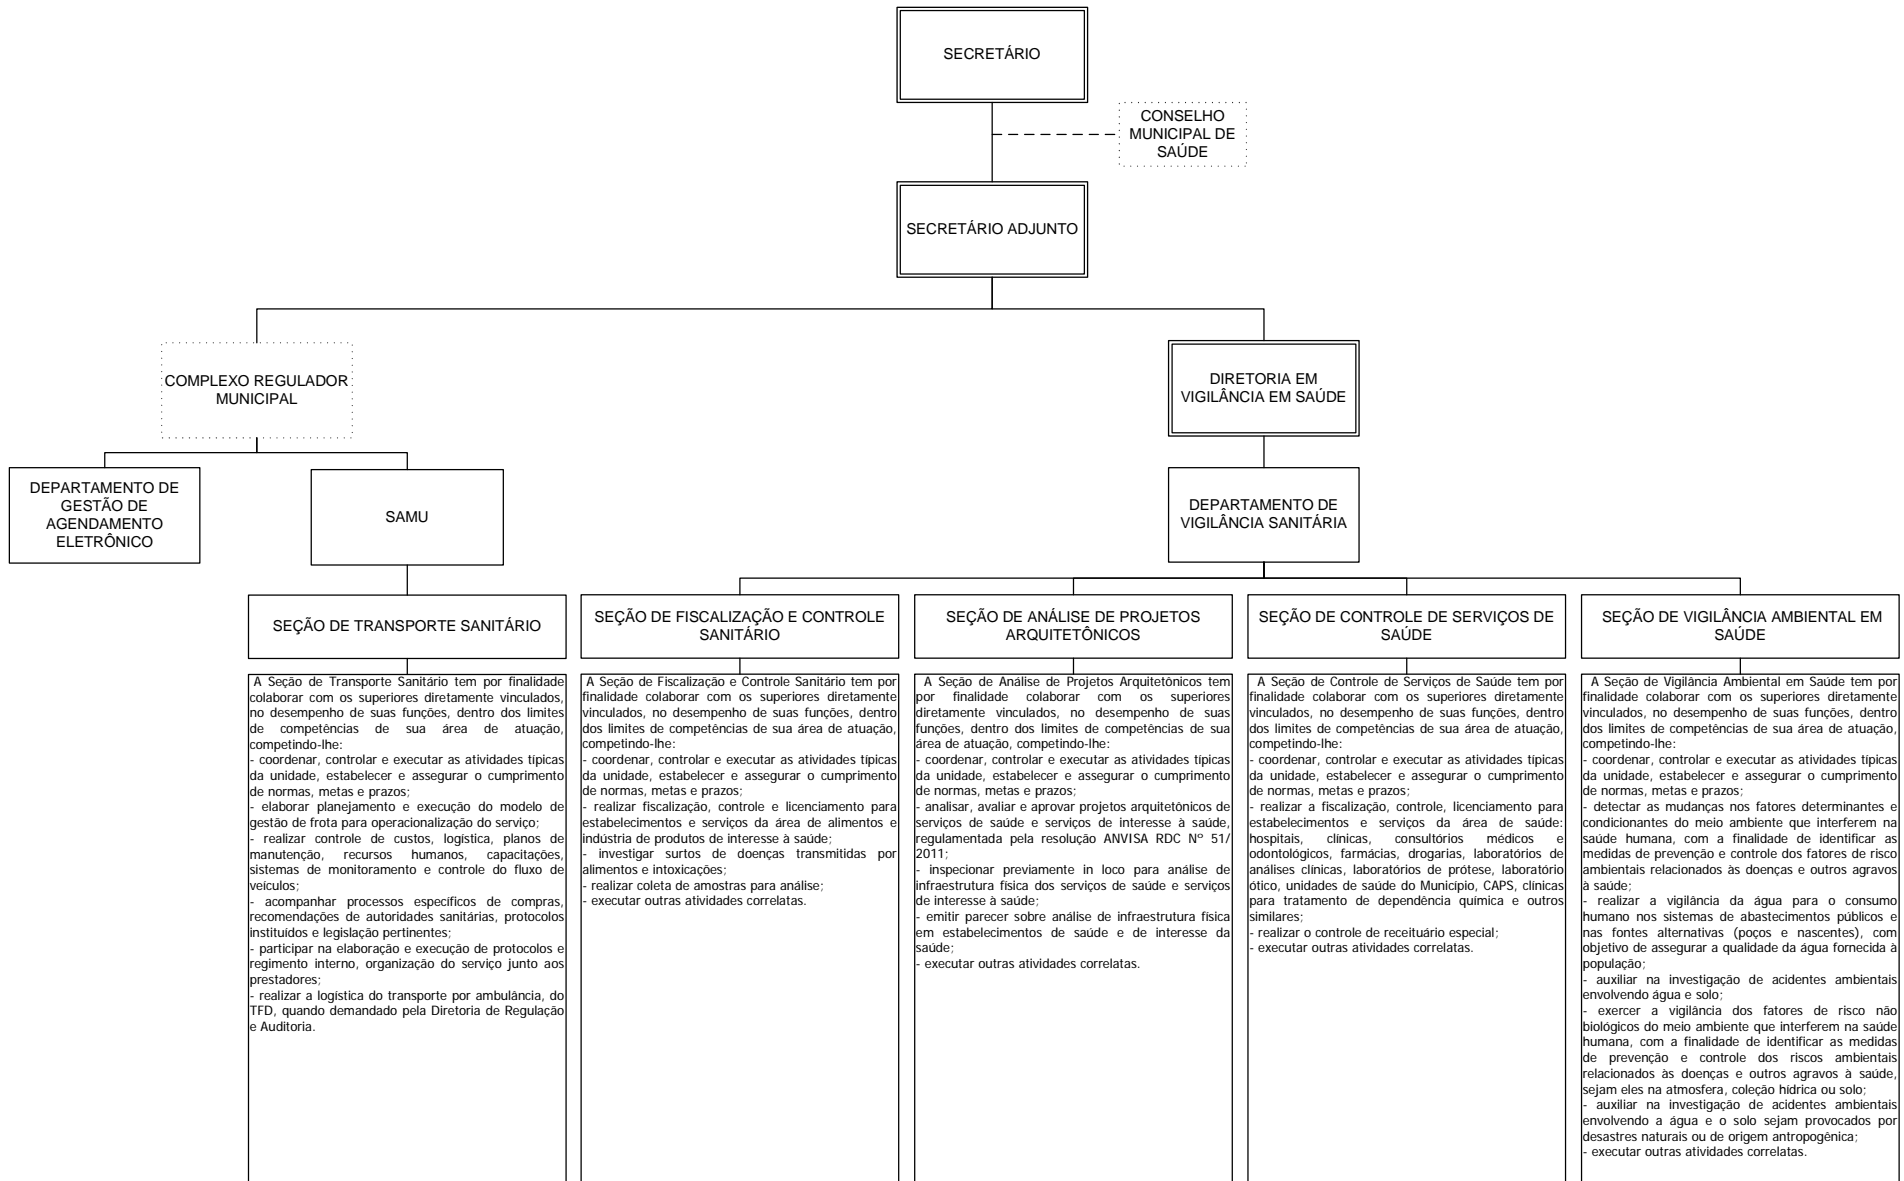 SECRETÁRIO
CONSELHO
MUNICIPAL DE
SAÚDE
SECRETÁRIO ADJUNTO
COMPLEXO REGULADOR
MUNICIPAL
DIRETORIA EM
VIGILÂNCIA EM SAÚDE
DEPARTAMENTO DE
GESTÃO DE
AGENDAMENTO
ELETRÔNICO
SAMU
DEPARTAMENTO DE
VIGILÂNCIA SANITÁRIA
SEÇÃO DE TRANSPORTE SANITÁRIO
A Seção de Transporte Sanitário tem por finalidade
colaborar com os superiores diretamente vinculados,
no desempenho de suas funções, dentro dos limites
de competências de sua área de atuação,
competindo-lhe:
- coordenar, controlar e executar as atividades típicas
da unidade, estabelecer e assegurar o cumprimento
de normas, metas e prazos;
- elaborar planejamento e execução do modelo de
gestão de frota para operacionalização do serviço;
- realizar controle de custos, logística, planos de
manutenção, recursos humanos, capacitações,
sistemas de monitoramento e controle do fluxo de
veículos;
- acompanhar processos específicos de compras,
recomendações de autoridades sanitárias, protocolos
instituídos e legislação pertinentes;
- participar na elaboração e execução de protocolos e
regimento interno, organização do serviço junto aos
prestadores;
- realizar a logística do transporte por ambulância, do
TFD, quando demandado pela Diretoria de Regulação
e Auditoria.
SEÇÃO DE FISCALIZAÇÃO E CONTROLE
SANITÁRIO
A Seção de Fiscalização e Controle Sanitário tem por
finalidade colaborar com os superiores diretamente
vinculados, no desempenho de suas funções, dentro
dos limites de competências de sua área de atuação,
competindo-lhe:
- coordenar, controlar e executar as atividades típicas
da unidade, estabelecer e assegurar o cumprimento
de normas, metas e prazos;
- realizar fiscalização, controle e licenciamento para
estabelecimentos e serviços da área de alimentos e
indústria de produtos de interesse à saúde;
- investigar surtos de doenças transmitidas por
alimentos e intoxicações;
- realizar coleta de amostras para análise;
- executar outras atividades correlatas.
SEÇÃO DE ANÁLISE DE PROJETOS
ARQUITETÔNICOS
A Seção de Análise de Projetos Arquitetônicos tem
por finalidade colaborar com os superiores
diretamente vinculados, no desempenho de suas
funções, dentro dos limites de competências de sua
área de atuação, competindo-lhe:
- coordenar, controlar e executar as atividades típicas
da unidade, estabelecer e assegurar o cumprimento
de normas, metas e prazos;
- analisar, avaliar e aprovar projetos arquitetônicos de
serviços de saúde e serviços de interesse à saúde,
regulamentada pela resolução ANVISA RDC Nº 51/
2011;
- inspecionar previamente in loco para análise de
infraestrutura física dos serviços de saúde e serviços
de interesse à saúde;
- emitir parecer sobre análise de infraestrutura física
em estabelecimentos de saúde e de interesse da
saúde;
- executar outras atividades correlatas.
SEÇÃO DE CONTROLE DE SERVIÇOS DE
SAÚDE
A Seção de Controle de Serviços de Saúde tem por
finalidade colaborar com os superiores diretamente
vinculados, no desempenho de suas funções, dentro
dos limites de competências de sua área de atuação,
competindo-lhe:
- coordenar, controlar e executar as atividades típicas
da unidade, estabelecer e assegurar o cumprimento
de normas, metas e prazos;
- realizar a fiscalização, controle, licenciamento para
estabelecimentos e serviços da área de saúde:
hospitais, clínicas, consultórios médicos e
odontológicos, farmácias, drogarias, laboratórios de
análises clínicas, laboratórios de prótese, laboratório
ótico, unidades de saúde do Município, CAPS, clínicas
para tratamento de dependência química e outros
similares;
- realizar o controle de receituário especial;
- executar outras atividades correlatas.
SEÇÃO DE VIGILÂNCIA AMBIENTAL EM
SAÚDE
A Seção de Vigilância Ambiental em Saúde tem por
finalidade colaborar com os superiores diretamente
vinculados, no desempenho de suas funções, dentro
dos limites de competências de sua área de atuação,
competindo-lhe:
- coordenar, controlar e executar as atividades típicas
da unidade, estabelecer e assegurar o cumprimento
de normas, metas e prazos;
- detectar as mudanças nos fatores determinantes e
condicionantes do meio ambiente que interferem na
saúde humana, com a finalidade de identificar as
medidas de prevenção e controle dos fatores de risco
ambientais relacionados às doenças e outros agravos
à saúde;
- realizar a vigilância da água para o consumo
humano nos sistemas de abastecimentos públicos e
nas fontes alternativas (poços e nascentes), com
objetivo de assegurar a qualidade da água fornecida à
população;
- auxiliar na investigação de acidentes ambientais
envolvendo água e solo;
- exercer a vigilância dos fatores de risco não
biológicos do meio ambiente que interferem na saúde
humana, com a finalidade de identificar as medidas
de prevenção e controle dos riscos ambientais
relacionados às doenças e outros agravos à saúde,
sejam eles na atmosfera, coleção hídrica ou solo;
- auxiliar na investigação de acidentes ambientais
envolvendo a água e o solo sejam provocados por
desastres naturais ou de origem antropogênica;
- executar outras atividades correlatas.